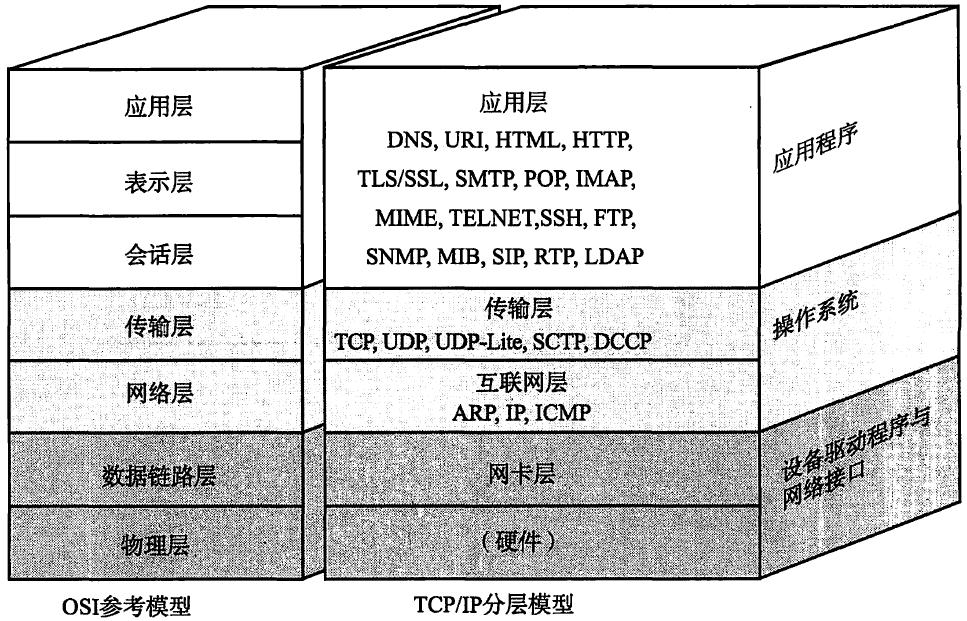 应用层
表示层
会话层
传输层
网络层
数据链路层
物理层
OSI参考模型
应用层
DNS, URI, HTML, HTTP,
TLS/SSL, SMTP, POP, IMAP,
MIME, TELNET,SSH, FTP,
SNMP, MIB, SIP, RTP, LDAP
传输层
TCP, UDP, UDP-Lite, SCTP, DCCP
互联网层
ARP, IP, ICMP
网卡层
（硬件）
TCP/IP分层模型
应用程序
操作系统
设备驱动程序与
网络接口